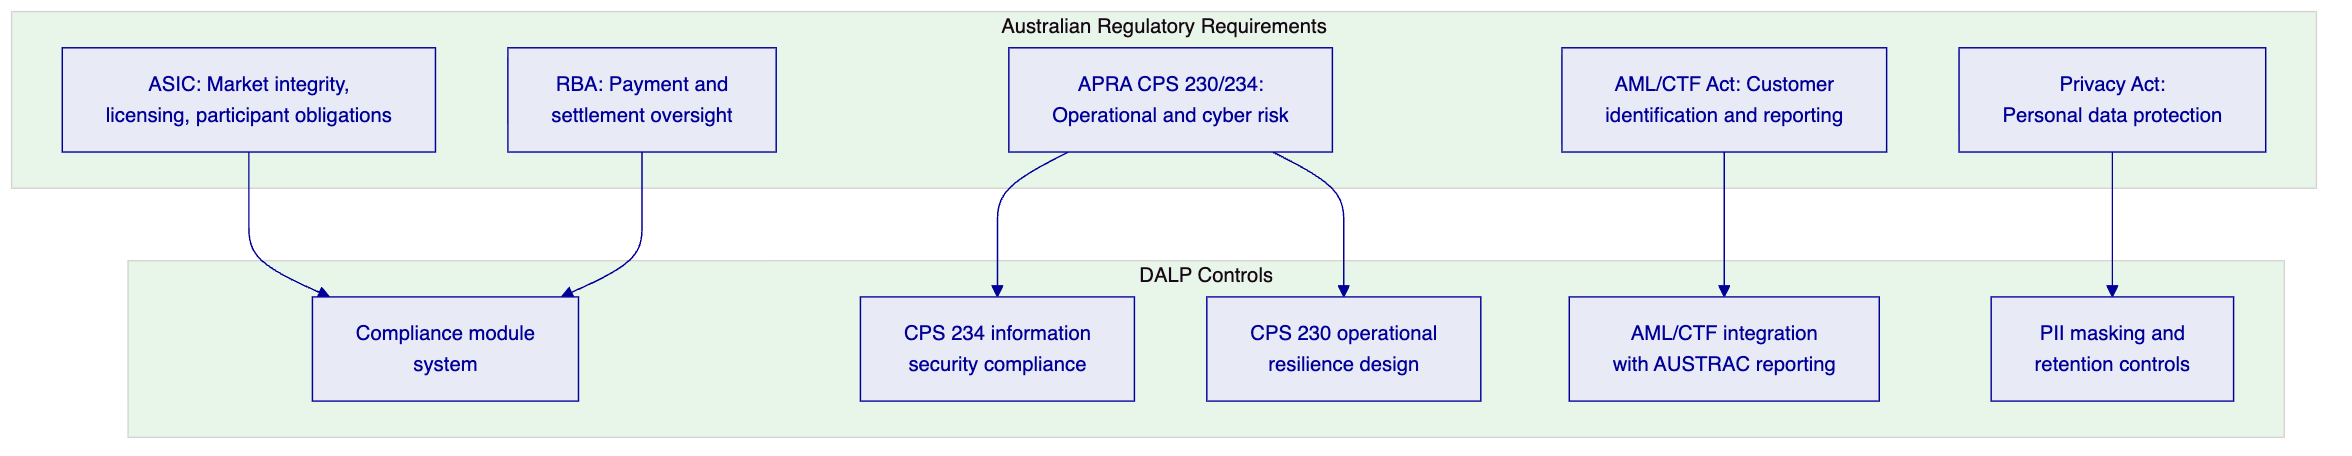 Australian Regulatory Requirements
ASIC: Market integrity,
licensing, participant obligations
RBA: Payment and
settlement oversight
APRA CPS 230/234:
Operational and cyber risk
AML/CTF Act: Customer
identification and reporting
Privacy Act:
Personal data protection
DALP Controls
Compliance module
system
CPS 234 information
security compliance
CPS 230 operational
resilience design
AML/CTF integration
with AUSTRAC reporting
PII masking and
retention controls